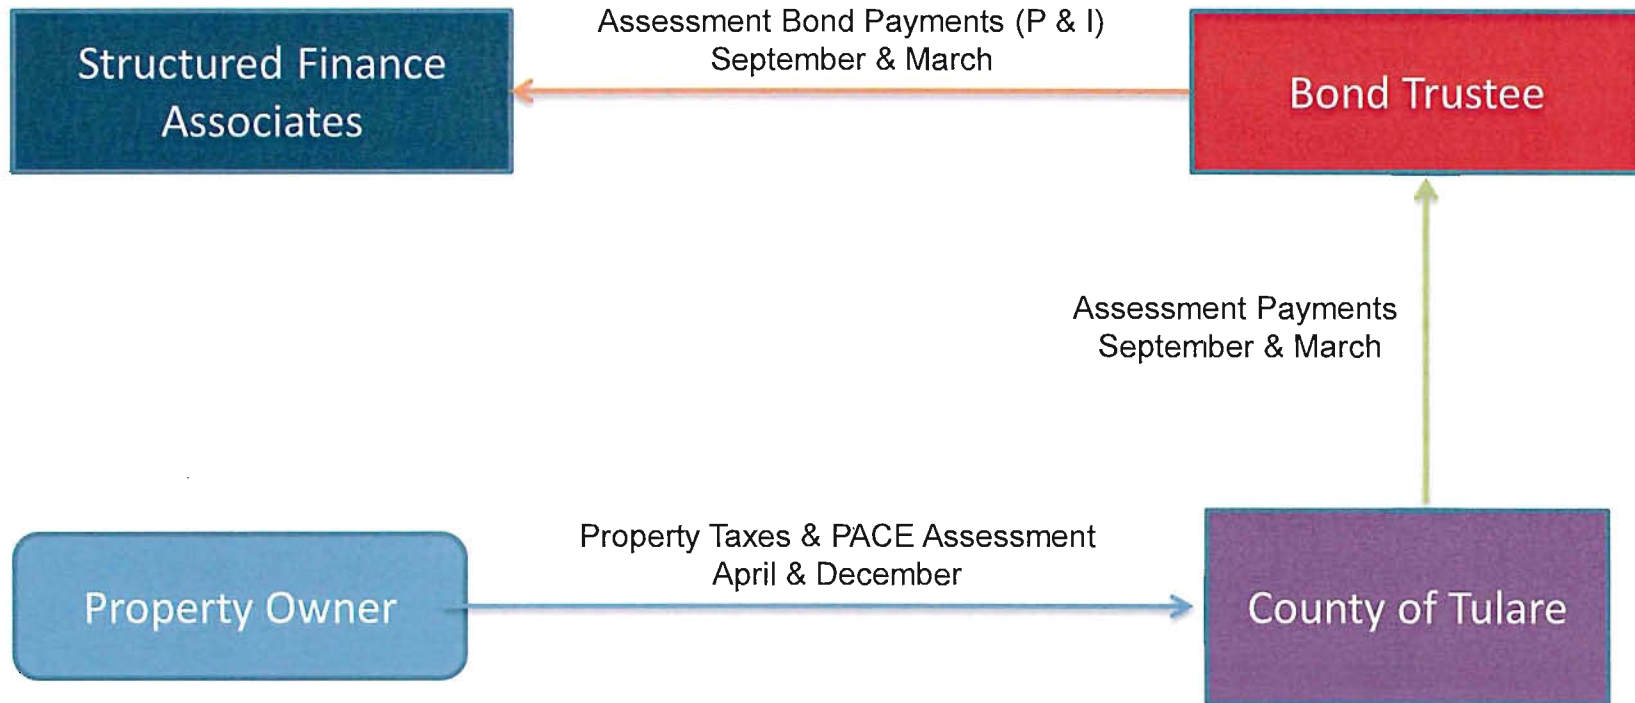 Structured Finance
Associates
Assessment Bond Payments (P & I)
September & March
Bond Trustee
Assessment Payments
September & March
Property Owner
Property Taxes & PACE Assessment
April & December
County of Tulare